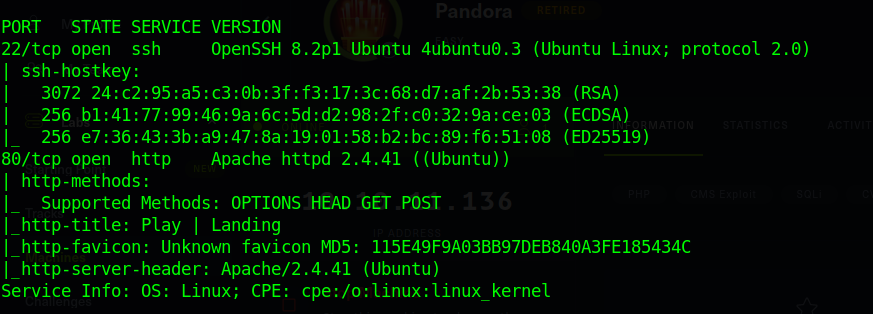 Pandora RETIRED
PORT   STATE SERVICE VERSION
22/tcp open  ssh     OpenSSH 8.2p1 Ubuntu 4ubuntu0.3 (Ubuntu Linux; protocol 2.0)
| ssh-hostkey:
|   3072 24:c2:95:a5:c3:0b:3f:f3:17:3c:68:d7:af:2b:53:38 (RSA)
|   256 b1:41:77:99:46:9a:6c:5d:d2:98:2f:c0:32:9a:ce:03 (ECDSA)
|_  256 e7:36:43:3b:a9:47:8a:19:01:58:b2:bc:89:f6:51:08 (ED25519)
80/tcp open  http    Apache httpd 2.4.41 ((Ubuntu))
| http-methods:
|_  Supported Methods: OPTIONS HEAD GET POST
|_http-title: Play | Landing
|_http-favicon: Unknown favicon MD5: 115E49F9A03BB97DEB840A3FE185434C
|_http-server-header: Apache/2.4.41 (Ubuntu)
Service Info: OS: Linux; CPE: cpe:/o:linux:linux_kernel
STATISTICS
136
PHP CMS Exploit SQLi
IP ADDRESS